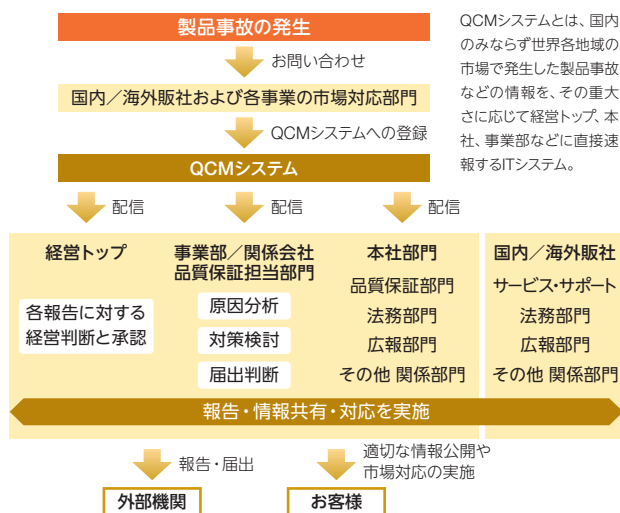 製品事故の発生
お問い合わせ
国内／海外販社および各事業の市場対応部門
QCMシステムへの登録
QCMシステム
配信
配信
配信
QCMシステムとは、国内
のみならず世界各地域の
市場で発生した製品事故
などの情報を、その重大
さに応じて経営トップ、本
社、事業部などに直接速
報するITシステム。
経営トップ
各報告に対する
経営判断と承認
事業部／関係会社
品質保証担当部門
原因分析
対策検討
届出判断
本社部門
品質保証部門
法務部門
広報部門
その他 関係部門
国内／海外販社
サービス・サポート
法務部門
広報部門
その他 関係部門
報告・情報共有・対応を実施
報告・届出
適切な情報公開や
市場対応の実施
外部機関
お客様